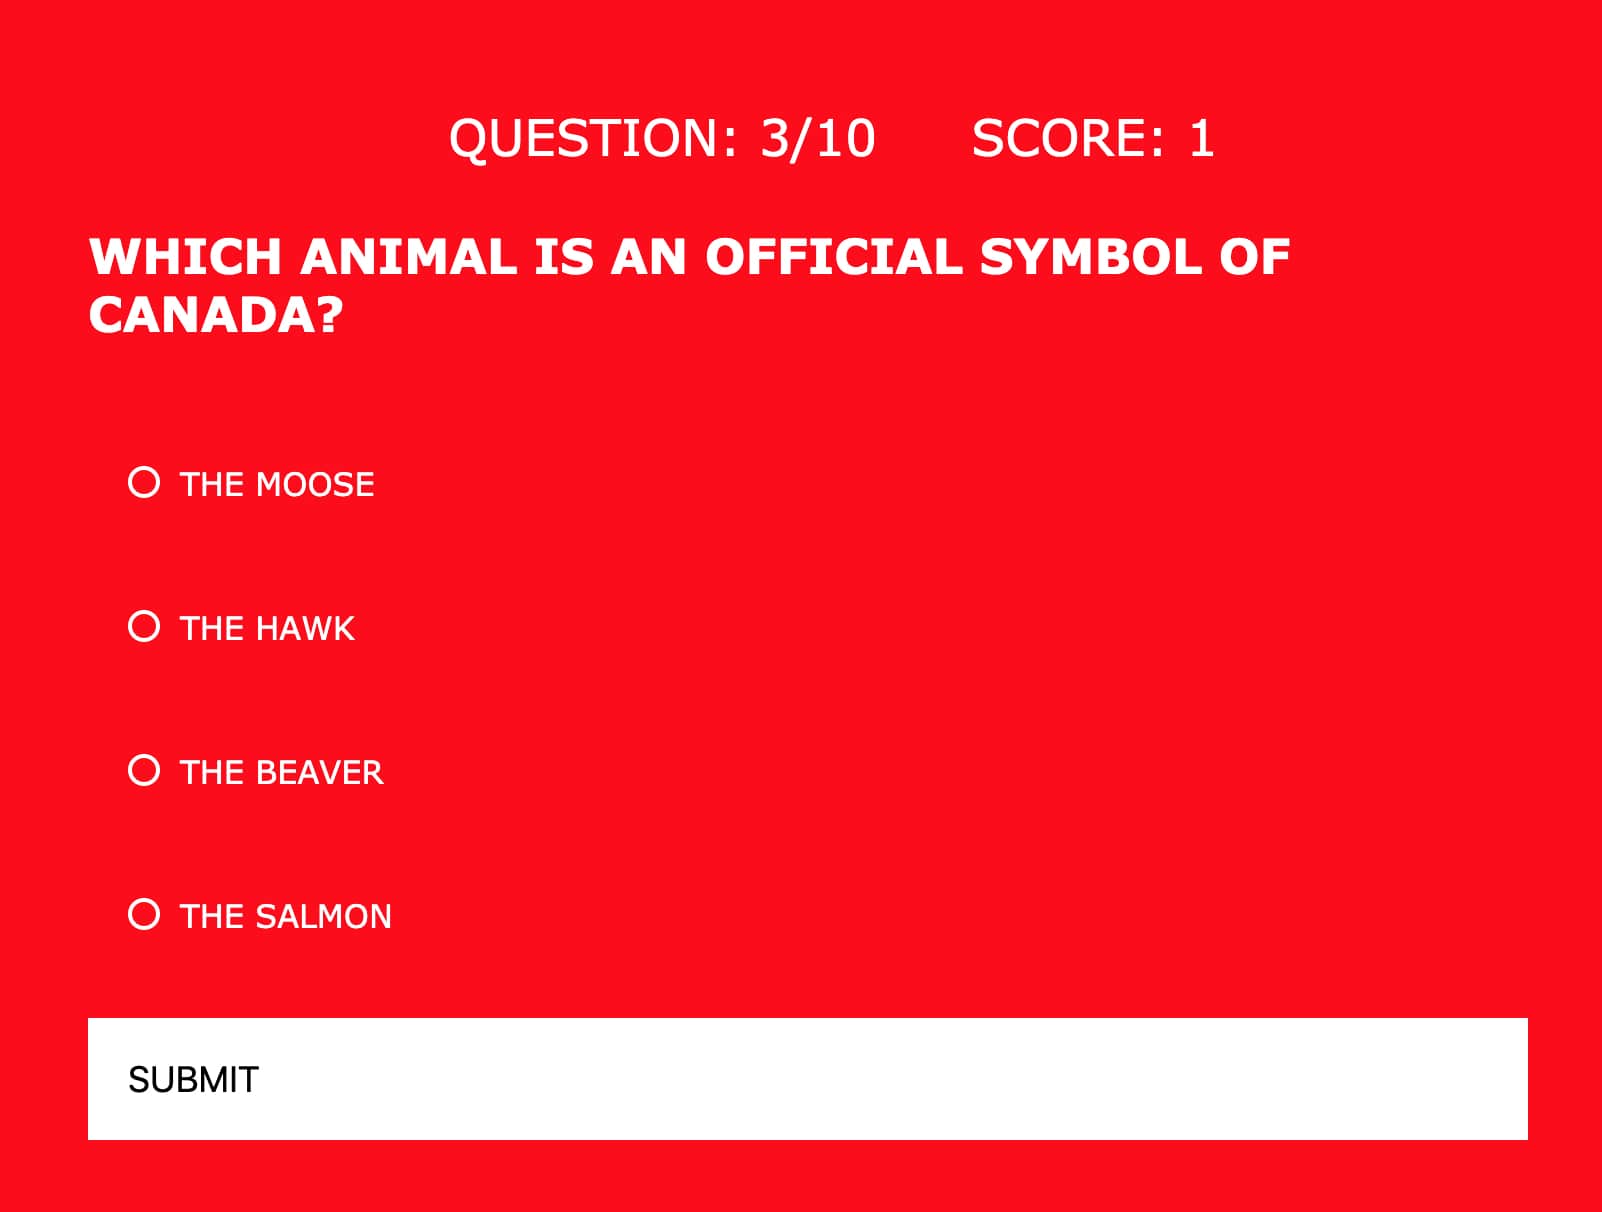 QUESTION: 3/10 SCORE: 1
WHICH ANIMAL IS AN OFFICIAL SYMBOL OF
CANADA?
THE MOOSE
THE HAWK
THE BEAVER
THE SALMON
SUBMIT